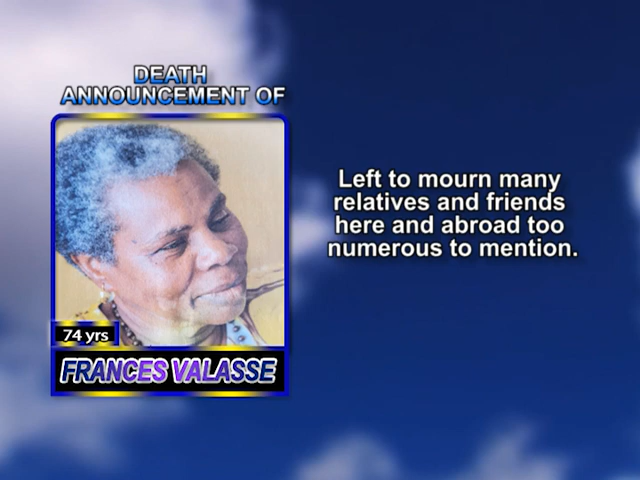 DEATH
ANNOUNCEMENT OF
74 yrs
FRANCES VALASSE
Left to mourn many
relatives and friends
here and abroad too
numerous to mention.